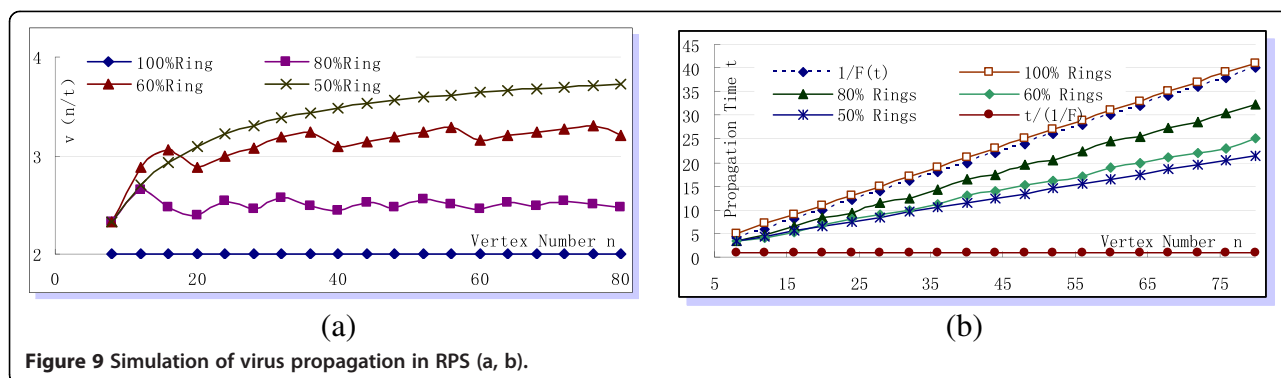 4
3
2
v (n/t)
100%Ring
80%Ring
60%Ring
50%Ring
Vertex Number n
0
20
40
60
80
(a)
45
40
35
30
25
20
15
10
5
0
Propagation Time t
1/F(t)
100% Rings
80% Rings
60% Rings
50% Rings
t/(1/F)
Vertex Number n
5
15
25
35
45
55
65
75
(b)
Figure 9 Simulation of virus propagation in RPS (a, b).